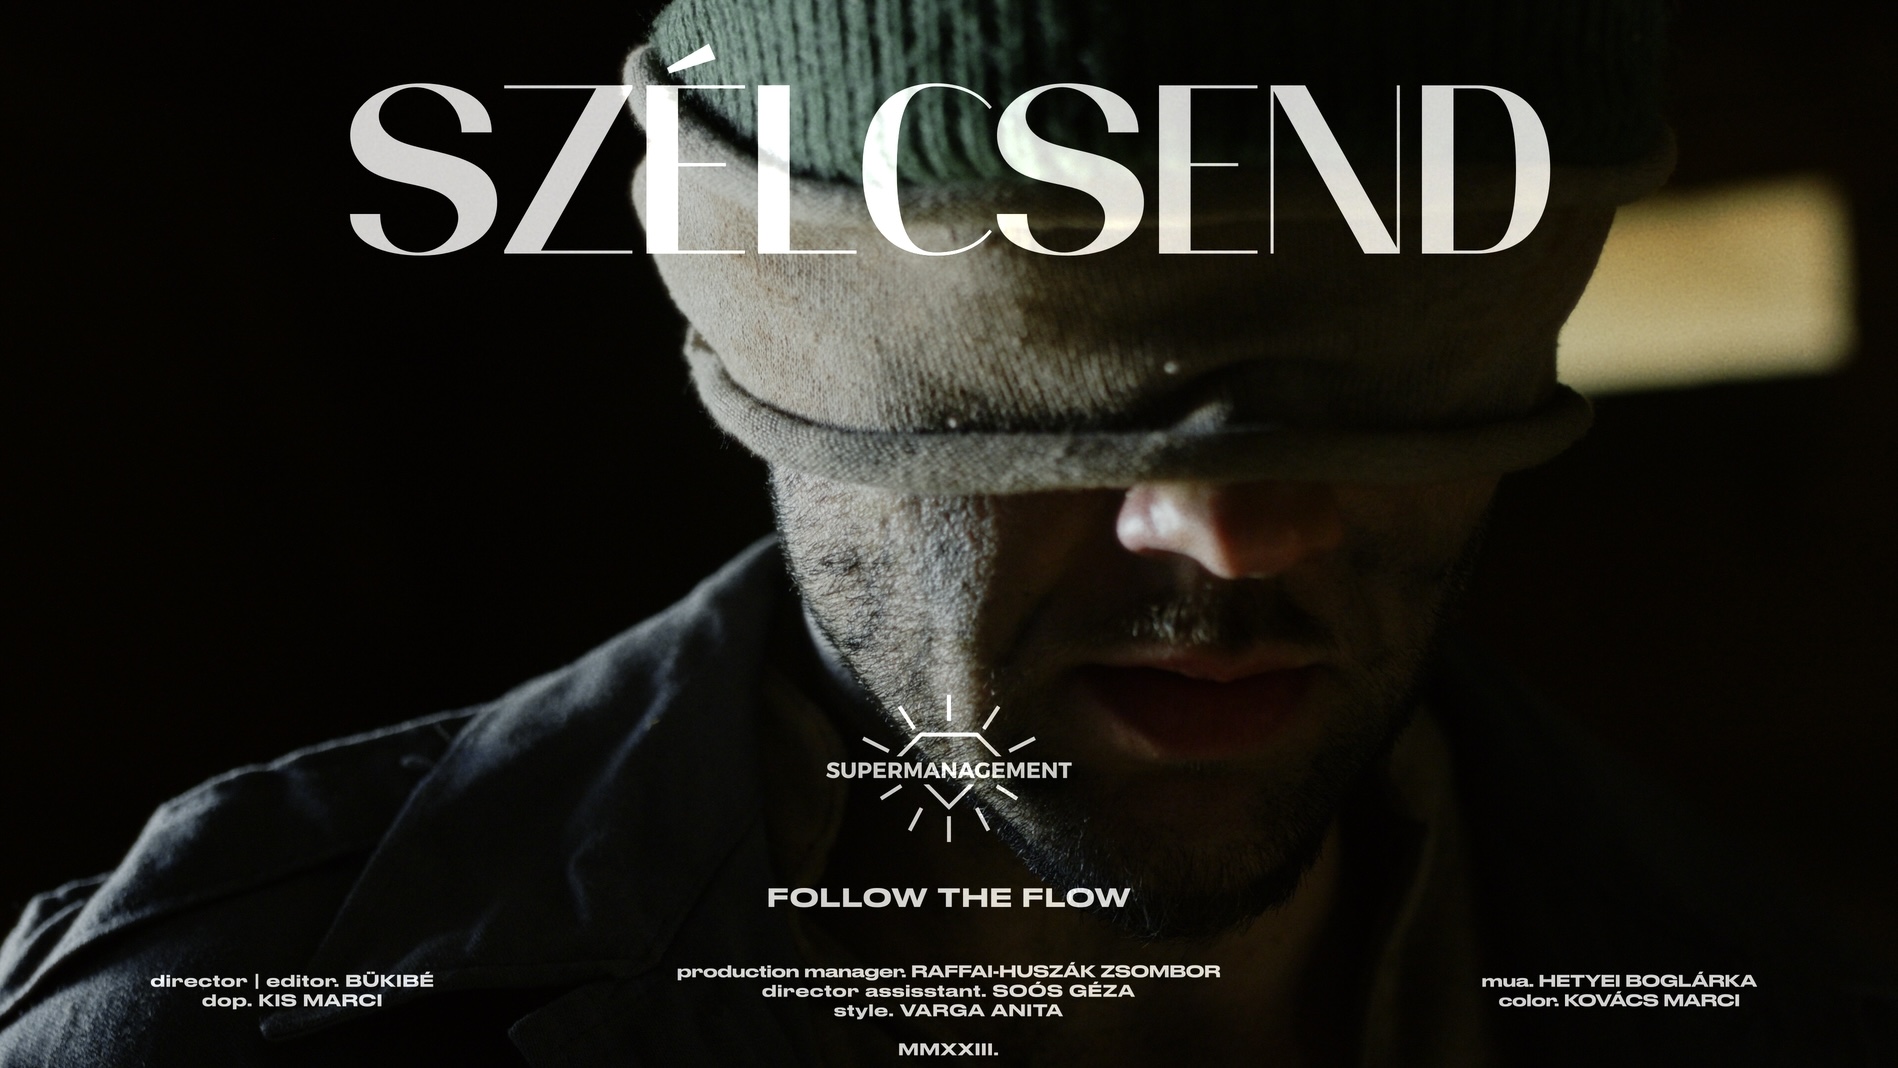 SZÉLCSEND
SUPERMANAGEMENT
FOLLOW THE FLOW
director | editor. BÜKIBÉ
dop. KIS MARCI
production manager. RAFFAI-HUSZÁK ZSOMBOR
director assisstant. SOÓS GÉZA
style. VARGA ANITA
mua. HETYEI BOGLÁRKA
color. KOVÁCS MARCI
MMXXIII.